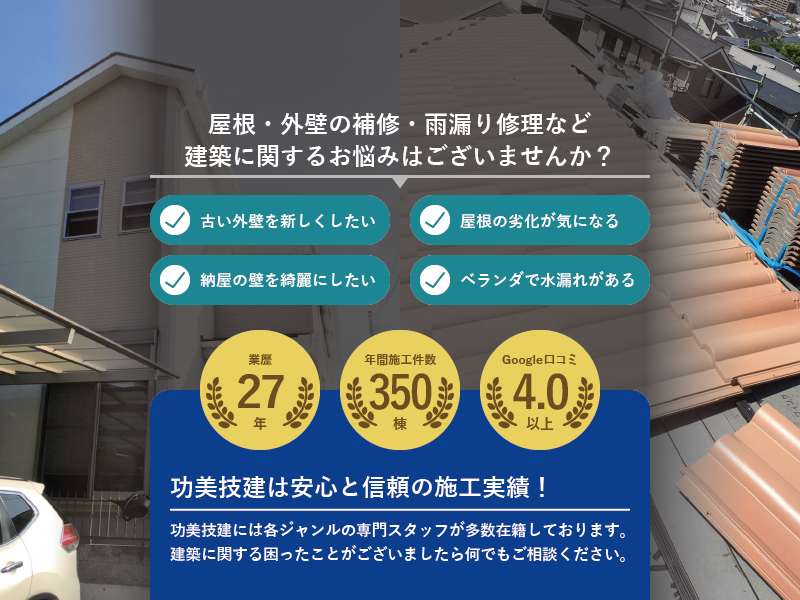 屋根・外壁の補修・雨漏り修理など
建築に関するお悩みはございませんか？
古い外壁を新しくしたい
屋根の劣化が気になる
納屋の壁を綺麗にしたい
ベランダで水漏れがある
業歴
27
年
年間施工件数
350
棟
Google口コミ
4.0
以上
功美技建は安心と信頼の施工実績！
功美技建には各ジャンルの専門スタッフが多数在籍しております。
建築に関する困ったことがございましたら何でもご相談ください。